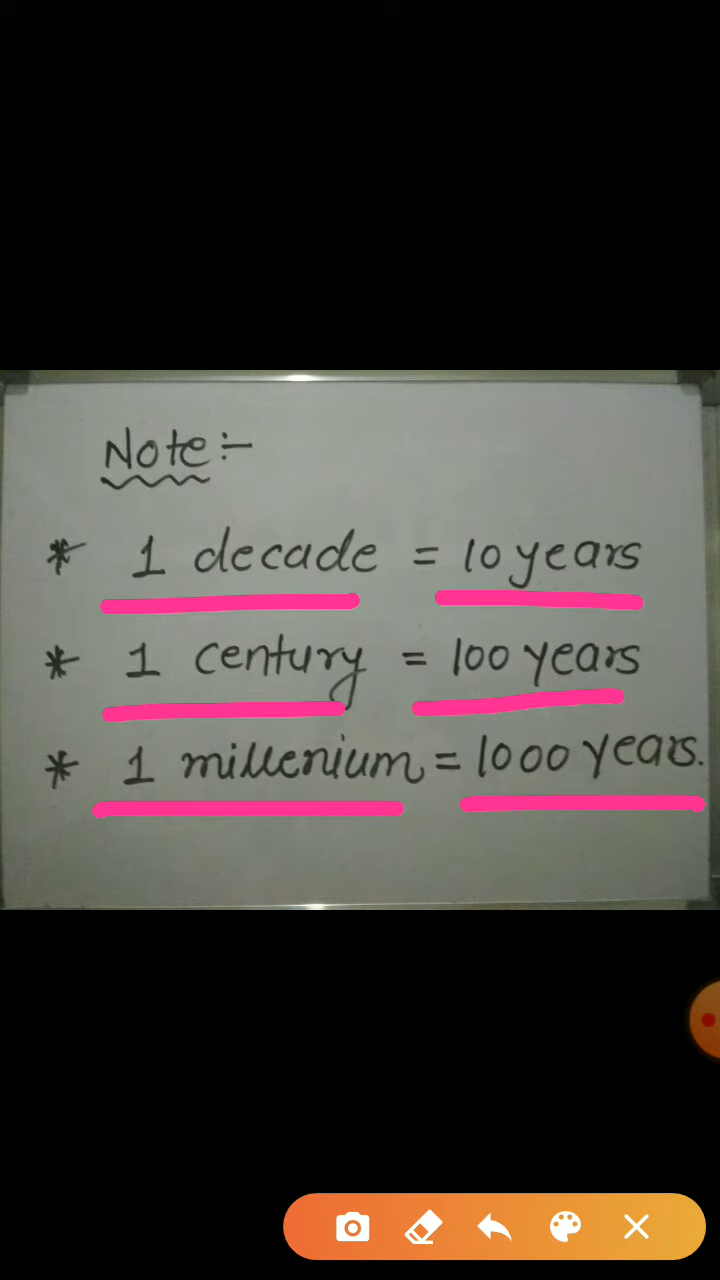 Note :-
* 1 decade = 10 years
* 1 century = 100 years
* 1 millenium = 1000 years.